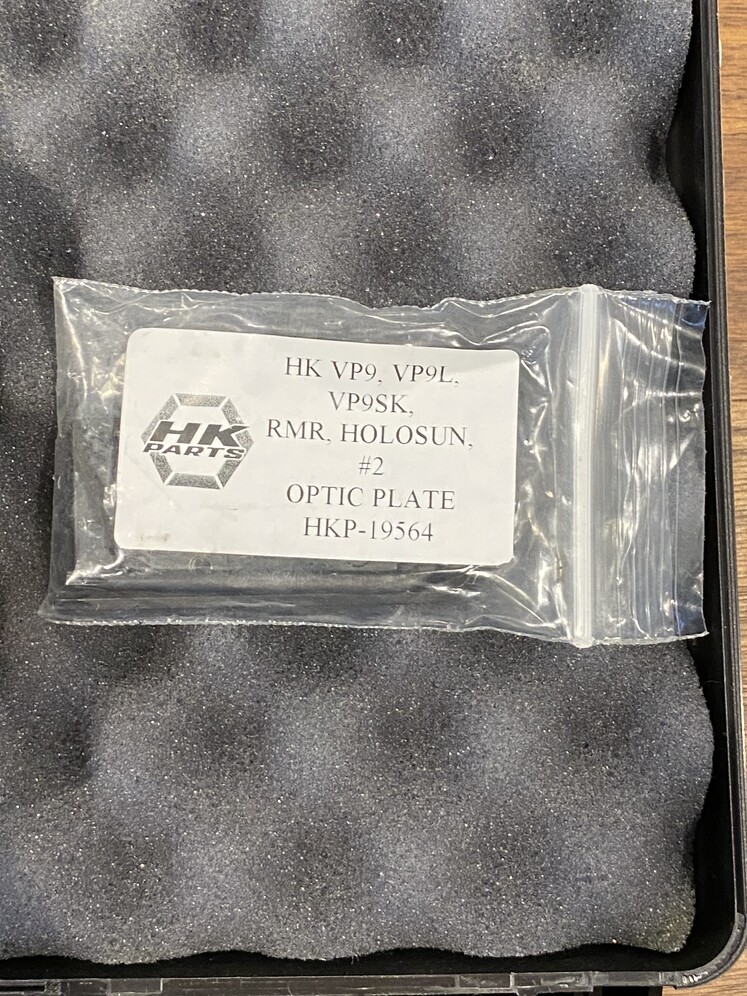 HK
PARTS
HK VP9, VP9L,
VP9SK,
RMR, HOLOSUN,
#2
OPTIC PLATE
HKP-19564